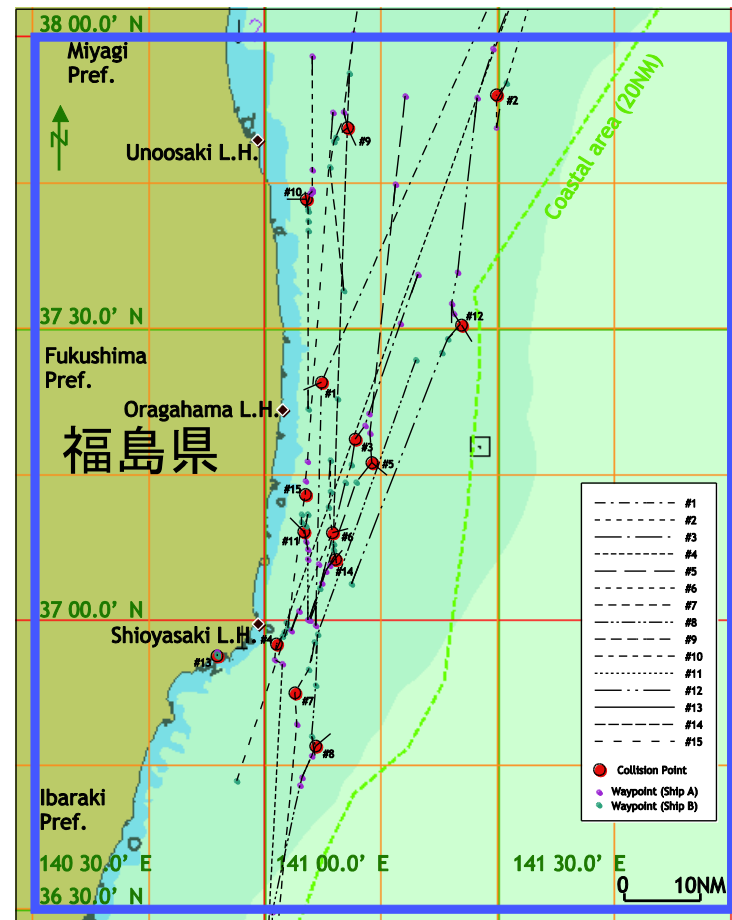 38 00.0' N
Miyagi
Pref.
#2
Coastal area (20NM)
N
Unoosaki L.H.
#9
#10
37 30.0' N
#12
Fukushima
Pref.
#1
Oragahama L.H.
福島県
#3
#5
#15
#11
#6
#14
37 00.0' N
Shioyasaki L.H.
#4
#13
#7
#8
#1
#2
#3
#4
#5
#6
#7
#8
#9
#10
#11
#12
#13
#14
#15
Collision Point
Waypoint (Ship A)
Waypoint (Ship B)
Ibaraki
Pref.
140 30.0' E
141 00.0' E
141 30.0' E
0
10NM
36 30.0' N